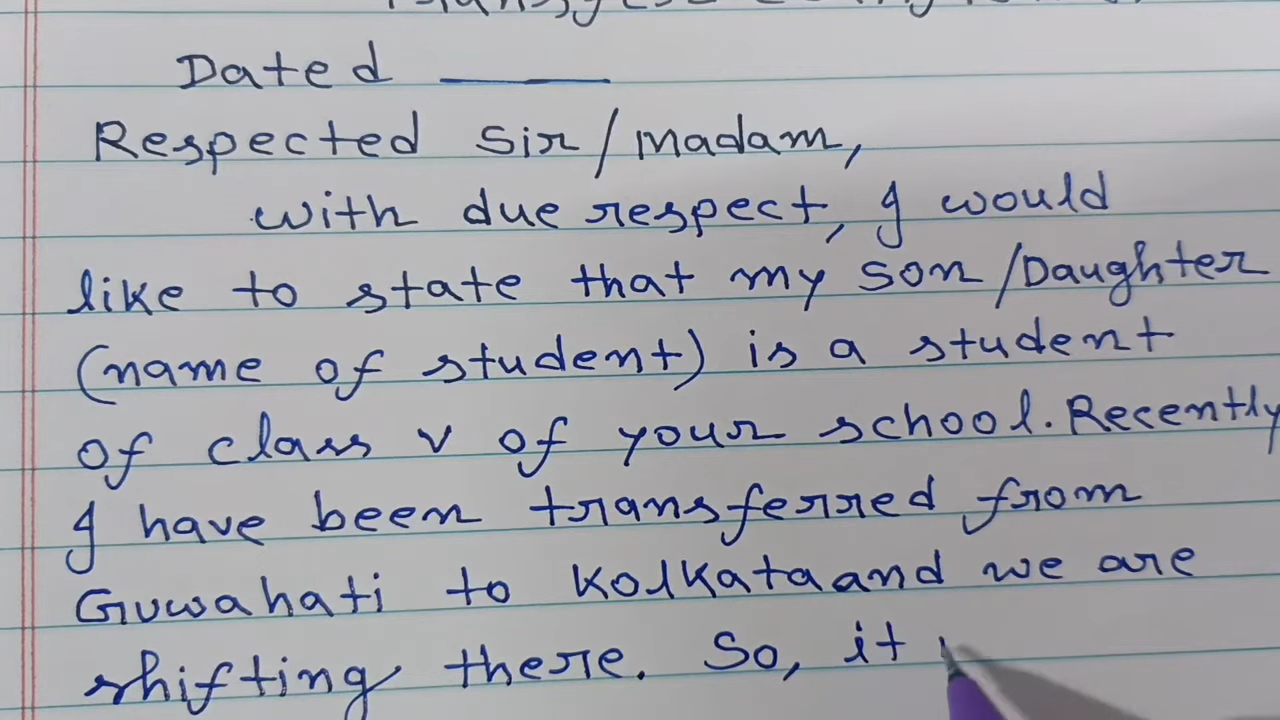 Dated
Respected Sir/Madam,
with due respect, I would
like to state that my son/Daughter
(name of student) is a student
of class V of your school. Recently
I have been transferred from
Guwahati to Kolkata and we are
shifting there. So, it